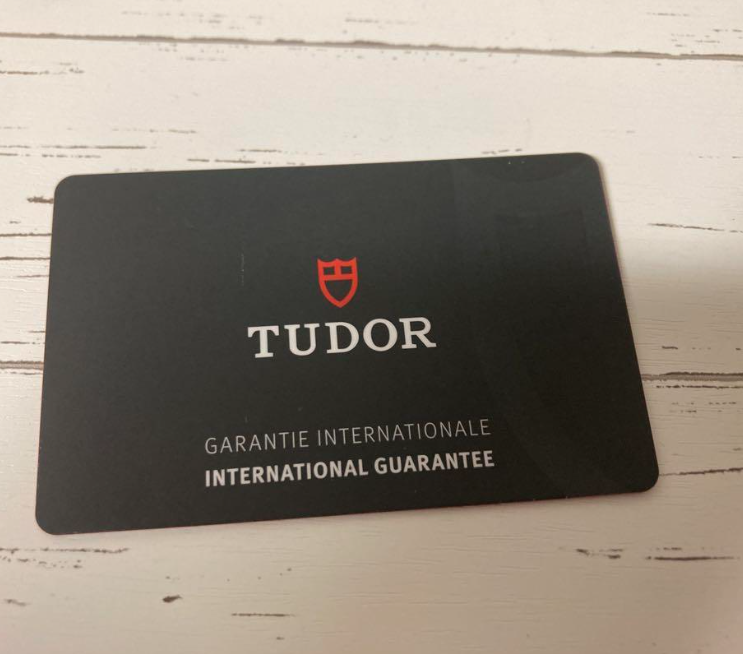 TUDOR
GARANTIE INTERNATIONALE
INTERNATIONAL GUARANTEE